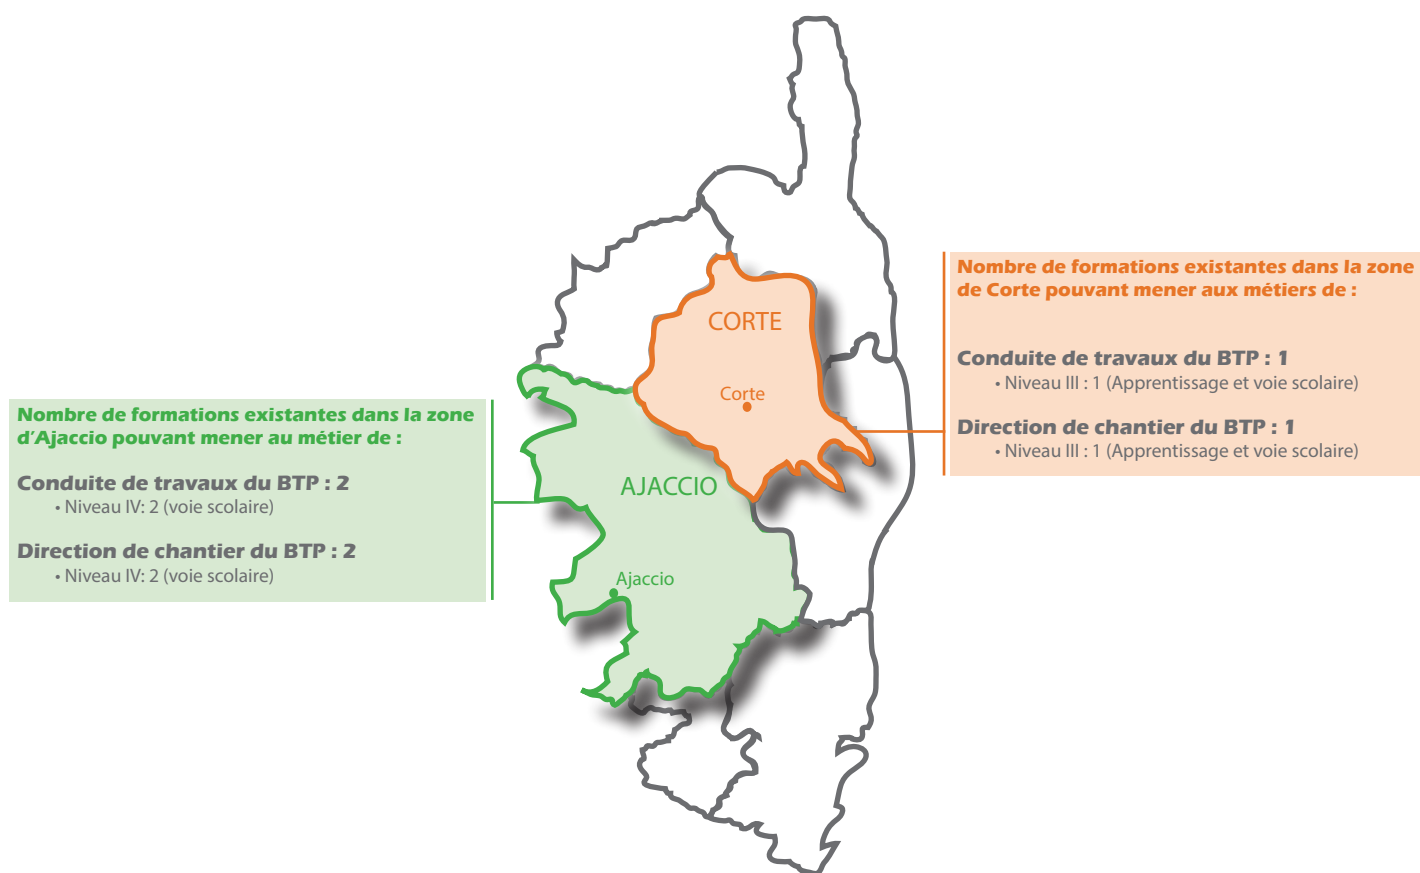 Nombre de formations existantes dans la zone
d'Ajaccio pouvant mener au métier de :
Conduite de travaux du BTP : 2
• Niveau IV: 2 (voie scolaire)
Direction de chantier du BTP : 2
• Niveau IV: 2 (voie scolaire)
CORTE
Corte
AJACCIO
Ajaccio
Nombre de formations existantes dans la zone
de Corte pouvant mener aux métiers de :
Conduite de travaux du BTP : 1
• Niveau III : 1 (Apprentissage et voie scolaire)
Direction de chantier du BTP : 1
• Niveau III : 1 (Apprentissage et voie scolaire)